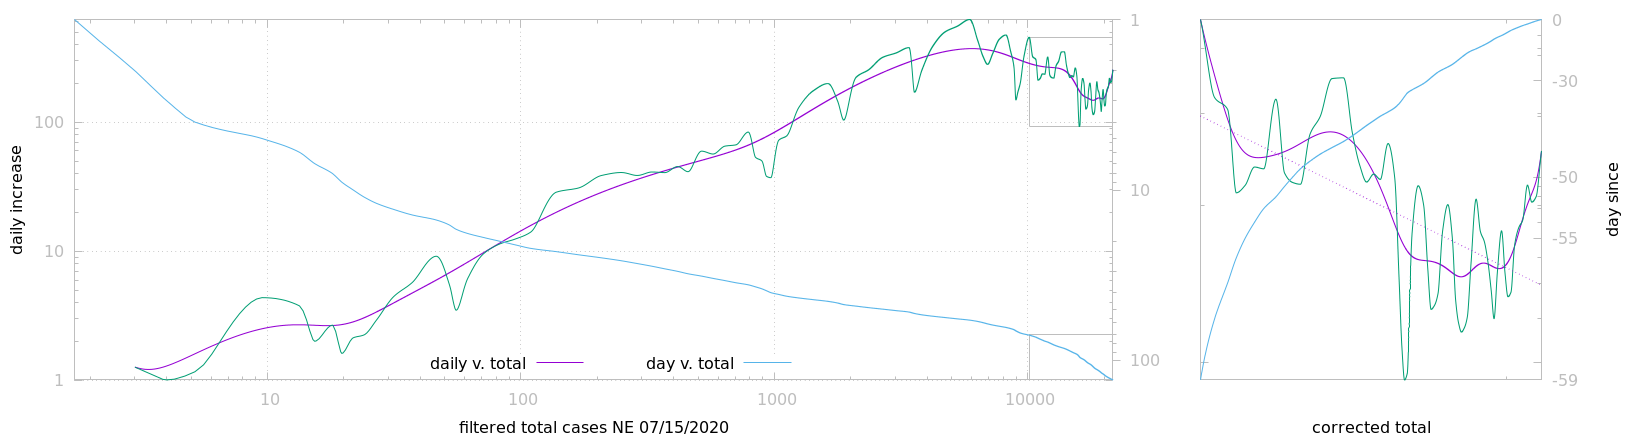 daily increase
100
10
1
10
100
1000
10000
1
10
100
daily v. total
day v. total
filtered total cases NE 07/15/2020
0
-30
-50
-55
-59
day since
corrected total